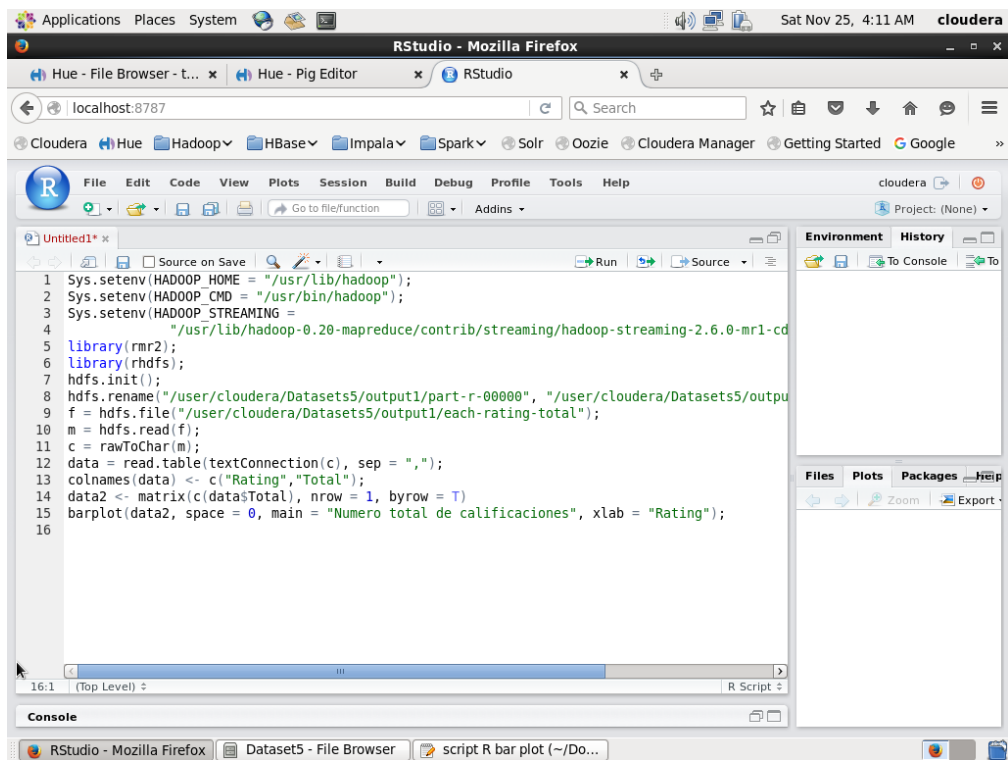 Applications Places System Sat Nov 25, 4:11 AM cloudera
RStudio - Mozilla Firefox
Hue - File Browser - t... × Hue - Pig Editor × RStudio ×
localhost:8787 Search
Cloudera Hue Hadoop HBase Impala Spark Solr Oozie Cloudera Manager Getting Started Google »
R File Edit Code View Plots Session Build Debug Profile Tools Help cloudera
Go to file/function Addins Project: (None)
Untitled1* × Environment History
Source on Save Run Source To Console To
1 Sys.setenv(HADOOP_HOME = "/usr/lib/hadoop");
2 Sys.setenv(HADOOP_CMD = "/usr/bin/hadoop");
3 Sys.setenv(HADOOP_STREAMING =
4 "/usr/lib/hadoop-0.20-mapreduce/contrib/streaming/hadoop-streaming-2.6.0-mr1-cd
5 library(rmr2);
6 library(rhdfs);
7 hdfs.init();
8 hdfs.rename("/user/cloudera/Datasets5/output1/part-r-00000", "/user/cloudera/Datasets5/outpu
9 f = hdfs.file("/user/cloudera/Datasets5/output1/each-rating-total");
10 m = hdfs.read(f);
11 c = rawToChar(m);
12 data = read.table(textConnection(c), sep = ",");
13 colnames(data) <- c("Rating","Total");
14 data2 <- matrix(c(data$Total), nrow = 1, byrow = T)
15 barplot(data2, space = 0, main = "Numero total de calificaciones", xlab = "Rating");
16
Files Plots Packages Help
Zoom Export
16:1 (Top Level) R Script
Console
RStudio - Mozilla Firefox Dataset5 - File Browser script R bar plot (~/Do...